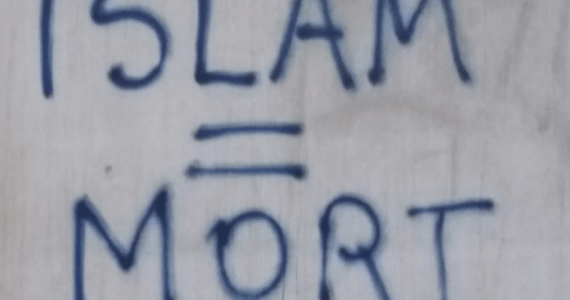 ISLAM
=
MORT